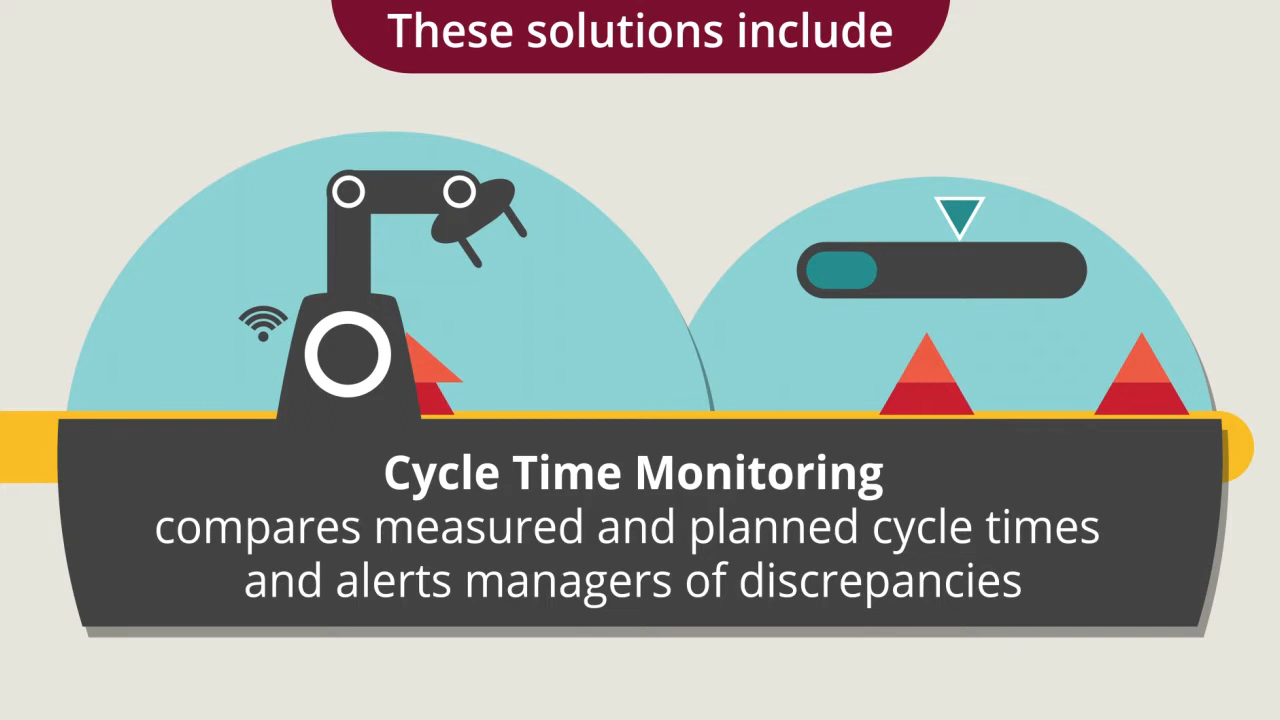 These solutions include
Cycle Time Monitoring
compares measured and planned cycle times
and alerts managers of discrepancies